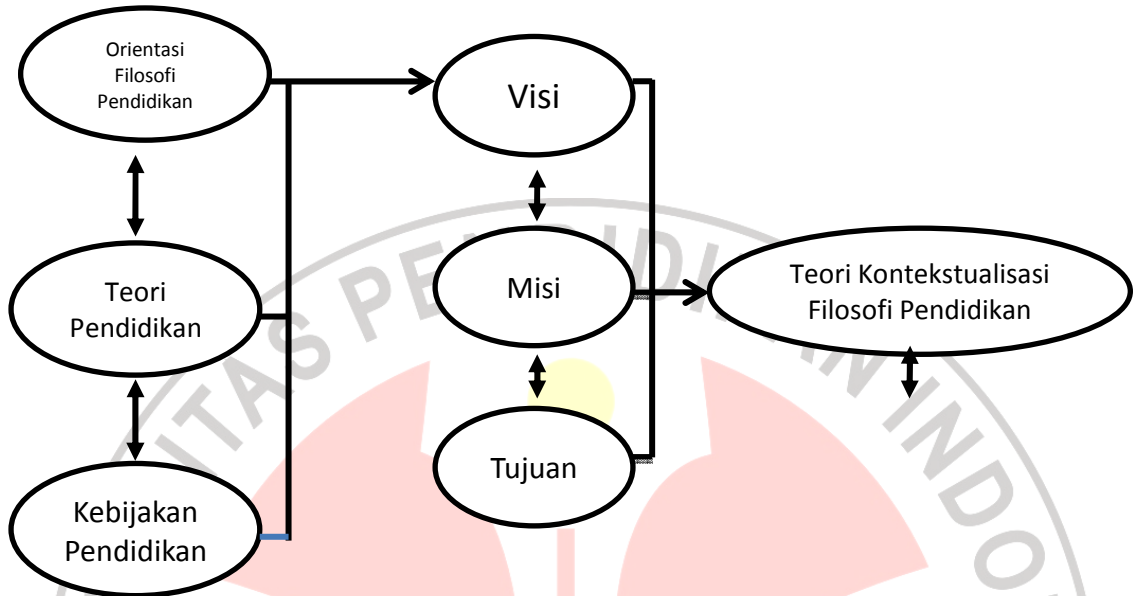 Orientasi
Filosofi
Pendidikan
Visi
Teori
Pendidikan
Misi
Teori Kontekstualisasi
Filosofi Pendidikan
Kebijakan
Pendidikan
Tujuan